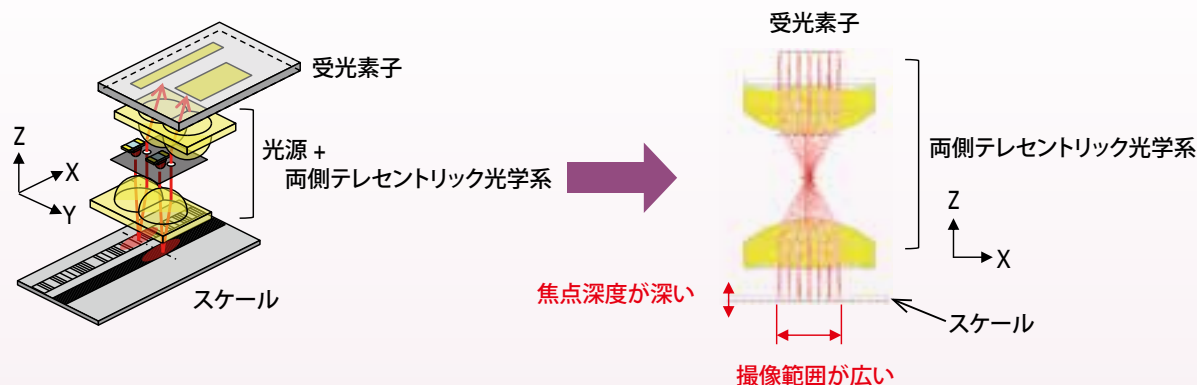 受光素子
光源 +
両側テレセントリック光学系
Z
X
Y
スケール
受光素子
両側テレセントリック光学系
Z
X
焦点深度が深い
スケール
撮像範囲が広い